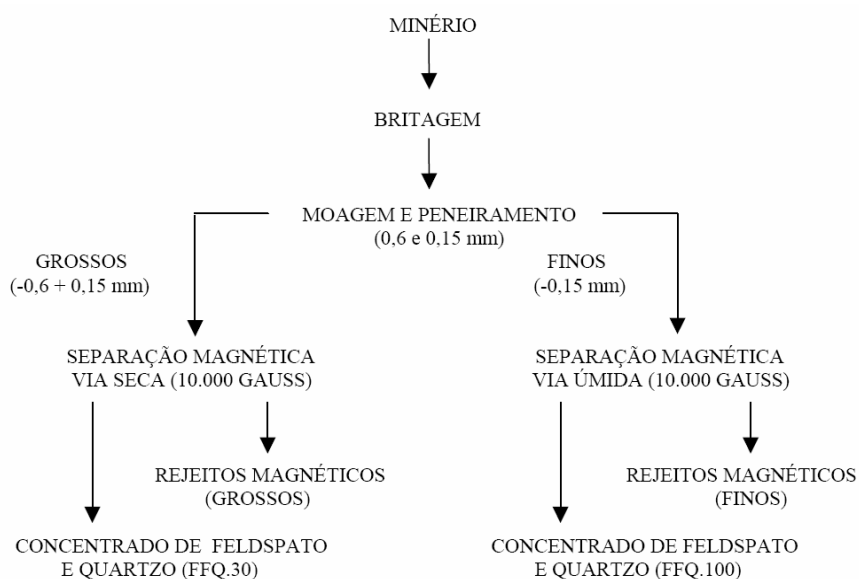 MINÉRIO
BRITAGEM
MOAGEM E PENEIRAMENTO
(0,6 e 0,15 mm)
GROSSOS
(-0,6 + 0,15 mm)
FINOS
(-0,15 mm)
SEPARAÇÃO MAGNÉTICA
VIA SECA (10.000 GAUSS)
SEPARAÇÃO MAGNÉTICA
VIA ÚMIDA (10.000 GAUSS)
REJEITOS MAGNÉTICOS
(GROSSOS)
REJEITOS MAGNÉTICOS
(FINOS)
CONCENTRADO DE FELDSPATO
E QUARTZO (FFQ.30)
CONCENTRADO DE FELDSPATO
E QUARTZO (FFQ.100)